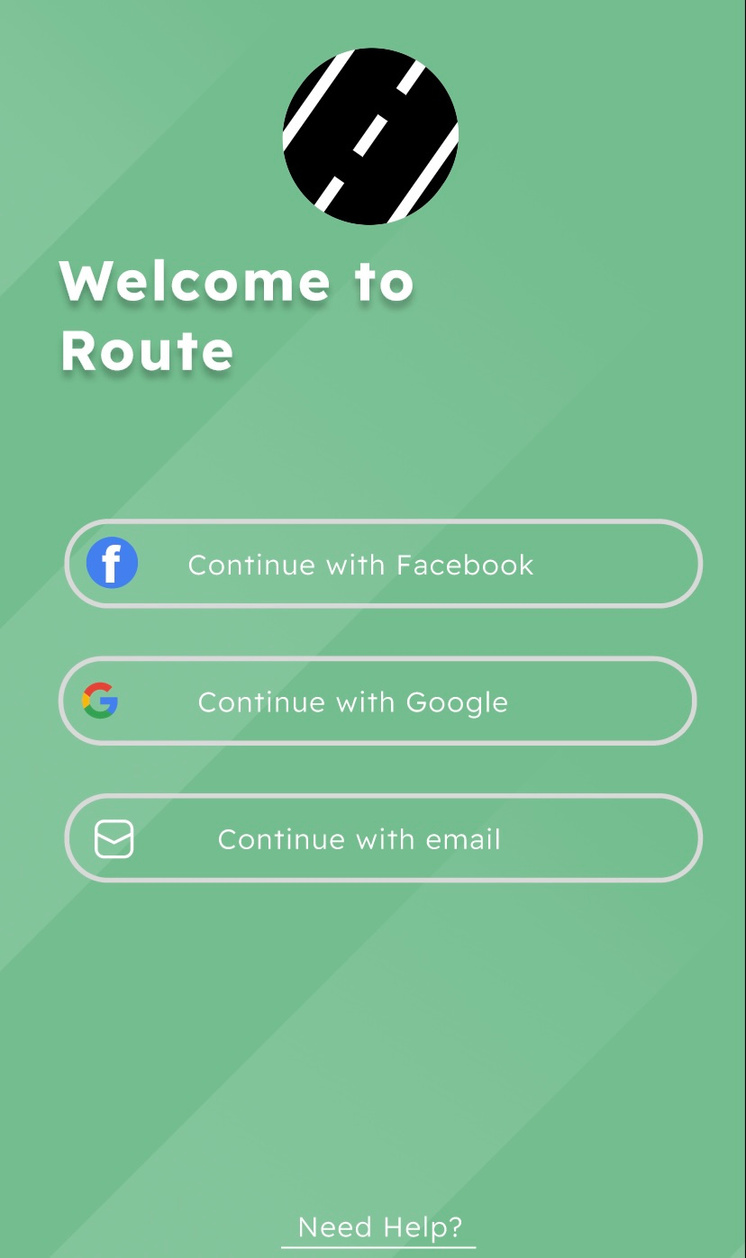 Welcome to
Route
Continue with Facebook
Continue with Google
Continue with email
Need Help?